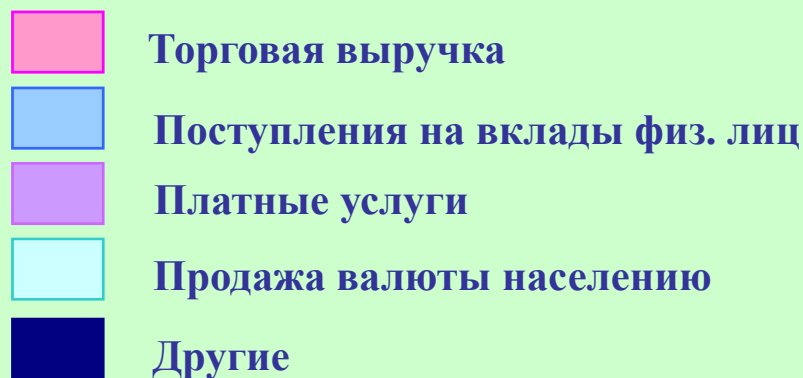 Торговая выручка
Поступления на вклады физ. лиц
Платные услуги
Продажа валюты населению
Другие